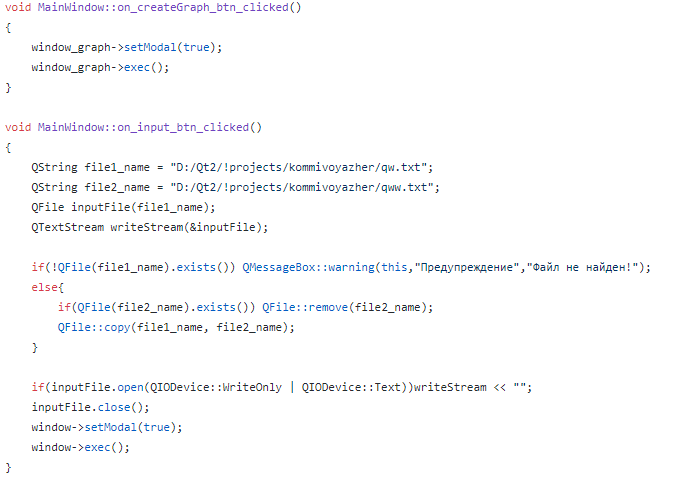 void MainWindow::on_createGraph_btn_clicked()
{
    window_graph->setModal(true);
    window_graph->exec();
}

void MainWindow::on_input_btn_clicked()
{
    QString file1_name = "D:/Qt2/!projects/kommivoyazher/qw.txt";
    QString file2_name = "D:/Qt2/!projects/kommivoyazher/qww.txt";
    QFile inputFile(file1_name);
    QTextStream writeStream(&inputFile);

    if(!QFile(file1_name).exists()) QMessageBox::warning(this,"Предупреждение","Файл не найден!");
    else{
        if(QFile(file2_name).exists()) QFile::remove(file2_name);
        QFile::copy(file1_name, file2_name);
    }

    if(inputFile.open(QIODevice::WriteOnly | QIODevice::Text))writeStream << "";
    inputFile.close();
    window->setModal(true);
    window->exec();
}